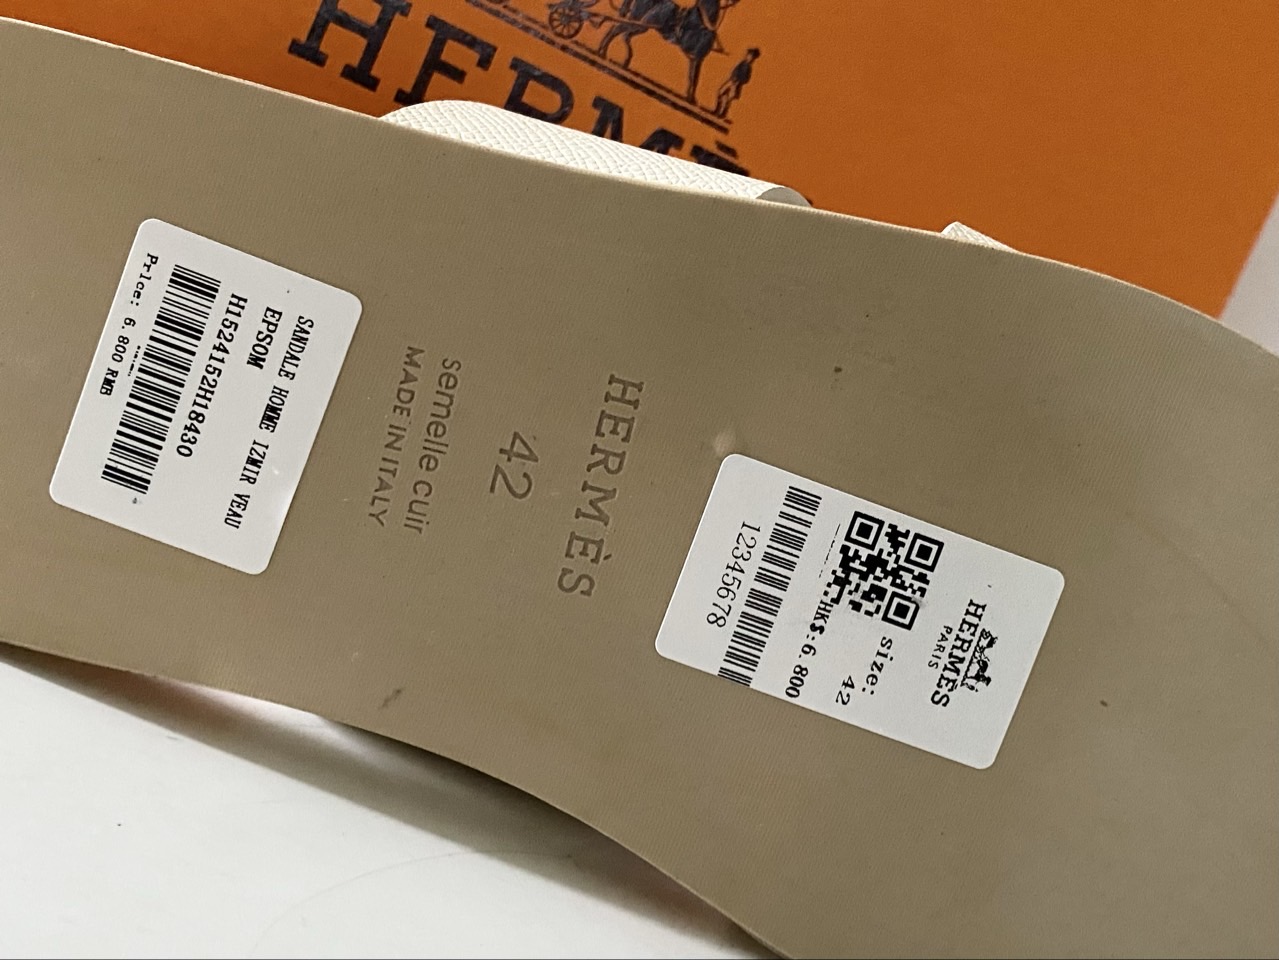 HERMÈS
SANDALE HOMME IZMIR VEAU
EPSOM
H1524152H18430
Price: 6.800 RMB
semelle cuir
MADE IN ITALY
42
HERMÈS
HERMÈS
PARIS
size: 42
HK$:6.800
12345678